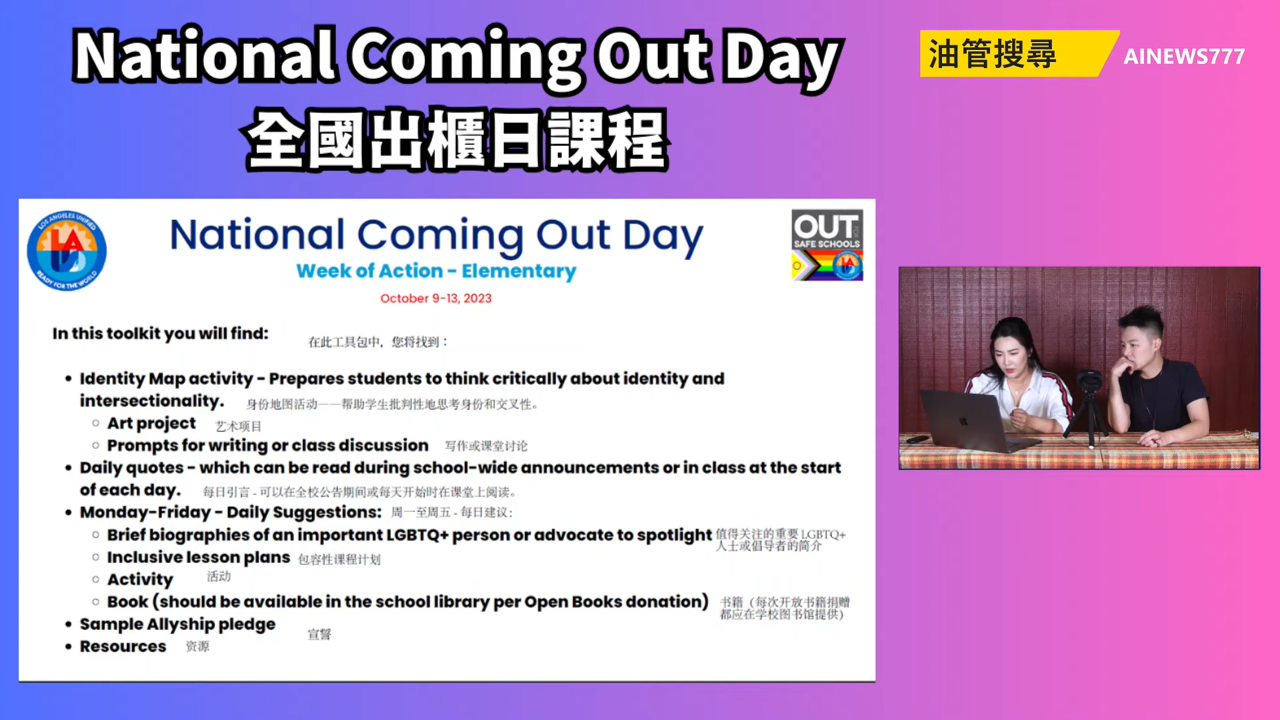 National Coming Out Day
全國出櫃日課程
油管搜尋
AINEWS777
LOS ANGELES UNIFIED
READY FOR THE WORLD
National Coming Out Day
Week of Action - Elementary
October 9-13, 2023
OUT FOR
SAFE SCHOOLS
In this toolkit you will find:
在此工具包中，您将找到：
• Identity Map activity - Prepares students to think critically about identity and
intersectionality.
身份地图活动——帮助学生批判性地思考身份和交叉性。
○ Art project
艺术项目
○ Prompts for writing or class discussion
写作或课堂讨论
• Daily quotes - which can be read during school-wide announcements or in class at the start
of each day.
每日引言 - 可以在全校公告期间或每天开始时在课堂上阅读。
• Monday-Friday - Daily Suggestions:
周一至周五 - 每日建议：
○ Brief biographies of an important LGBTQ+ person or advocate to spotlight
值得关注的重要 LGBTQ+
人士或倡导者的简介
○ Inclusive lesson plans
包容性课程计划
○ Activity
活动
○ Book (should be available in the school library per Open Books donation)
书籍（每次开放书籍捐赠
都应在学校图书馆提供）
• Sample Allyship pledge
宣誓
• Resources
资源